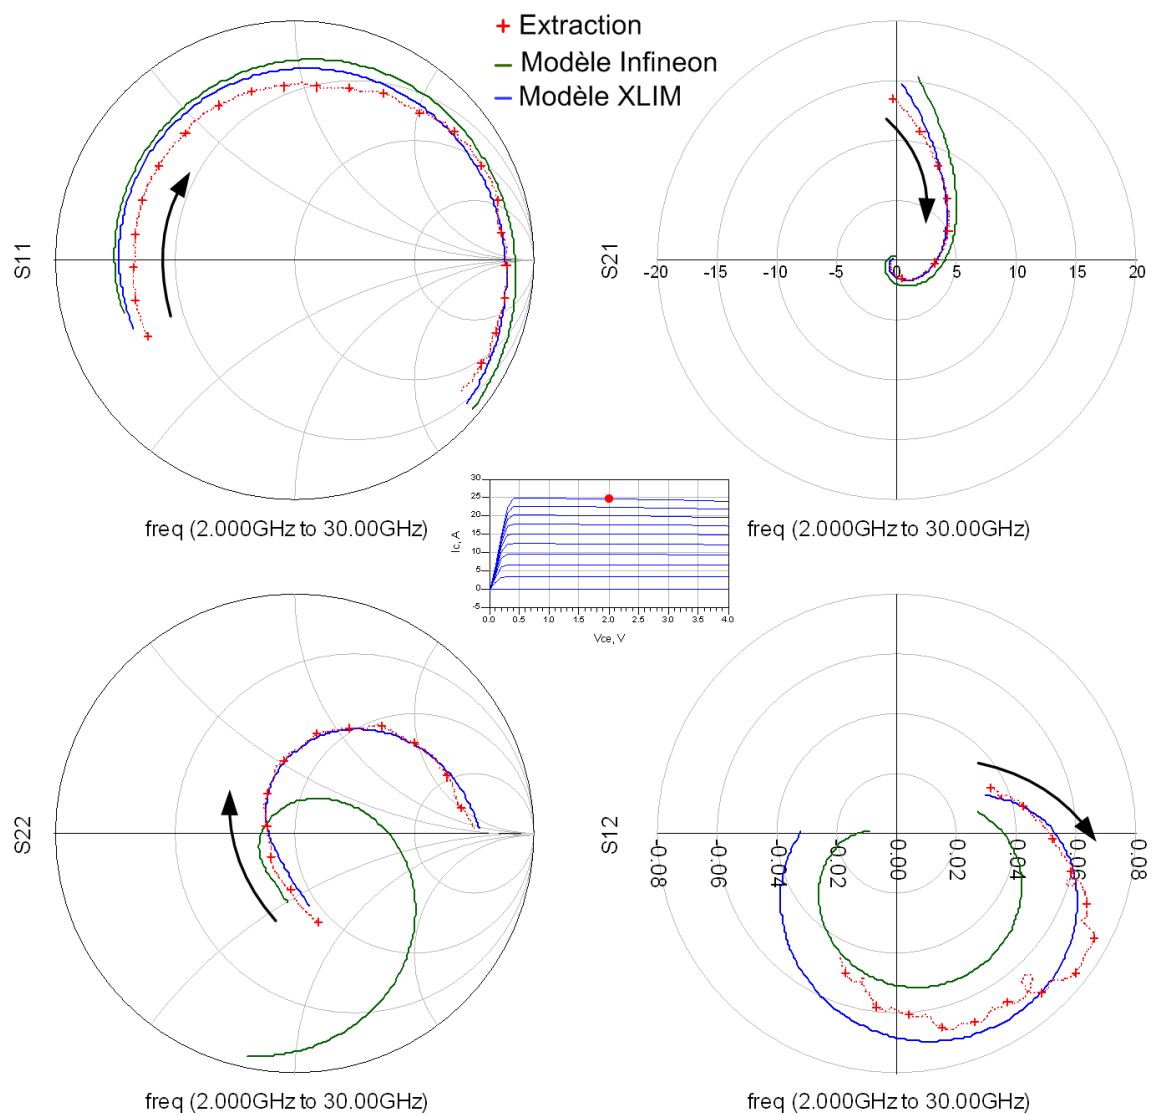 Extraction
Modèle Infineon
Modèle XLIM
S11
freq (2.000GHz to 30.00GHz)
S21
-20 -15 -10 -5 0 5 10 15 20
freq (2.000GHz to 30.00GHz)
Ic, A
30
25
20
15
10
5
0
-5
0.0 0.5 1.0 1.5 2.0 2.5 3.0 3.5 4.0
Vce, V
S22
freq (2.000GHz to 30.00GHz)
S12
-0.08 -0.06 -0.04 -0.02 0.00 0.02 0.04 0.06 0.08
freq (2.000GHz to 30.00GHz)